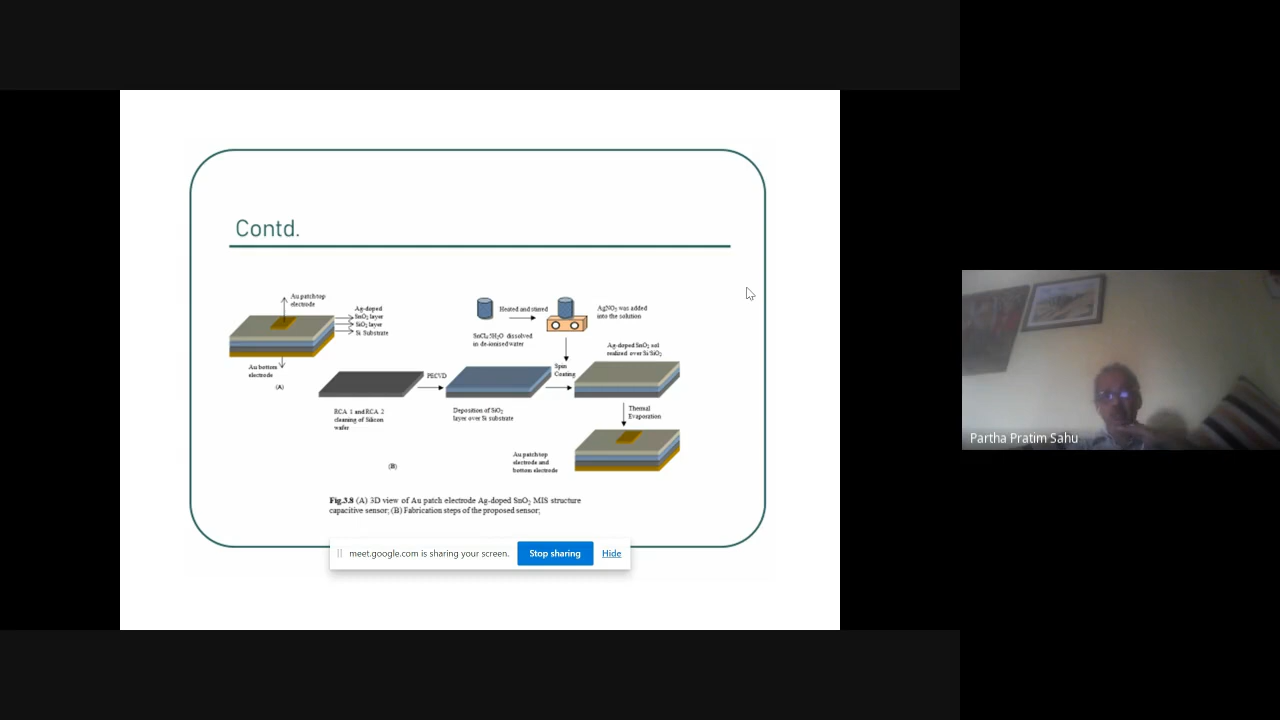 Contd.
Au patch top
electrode
Ag-doped
SnO2 layer
SiO2 layer
Si Substrate
Au bottom
electrode
(A)
Heated and stirred
SnCl4.5H2O dissolved
in de-ionised water
AgNO3 was added
into the solution
Ag-doped SnO2 sol
realized over Si/SiO2
PECVD
Spin
Coating
RCA 1 and RCA 2
cleaning of Silicon
wafer
Deposition of SiO2
layer over Si substrate
Thermal
Evaporation
Au patch top
electrode and
bottom electrode
(B)
Fig.3.8 (A) 3D view of Au patch electrode Ag-doped SnO2 MIS structure
capacitive sensor; (B) Fabrication steps of the proposed sensor;
meet.google.com is sharing your screen. Stop sharing Hide
Partha Pratim Sahu